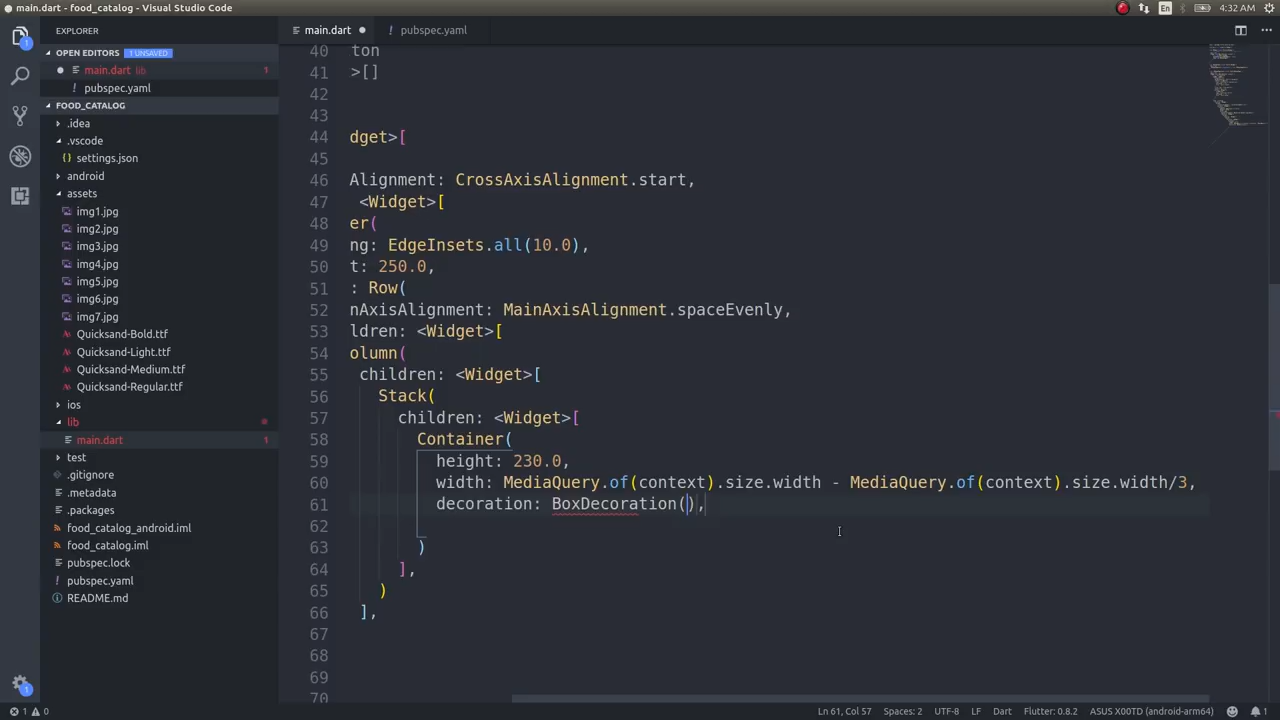 main.dart - food_catalog - Visual Studio Code
En
4:32 AM
EXPLORER
main.dart
pubspec.yaml
OPEN EDITORS 1 UNSAVED
main.dart lib 1
pubspec.yaml
FOOD_CATALOG
.idea
.vscode
settings.json
android
assets
img1.jpg
img2.jpg
img3.jpg
img4.jpg
img5.jpg
img6.jpg
img7.jpg
Quicksand-Bold.ttf
Quicksand-Light.ttf
Quicksand-Medium.ttf
Quicksand-Regular.ttf
ios
lib
main.dart 1
test
.gitignore
.metadata
.packages
food_catalog_android.iml
food_catalog.iml
pubspec.lock
pubspec.yaml
README.md
40 ton
41 >[]
42
43
44 dget>[
45
46 Alignment: CrossAxisAlignment.start,
47 <Widget>[
48 er(
49 ng: EdgeInsets.all(10.0),
50 t: 250.0,
51 : Row(
52 nAxisAlignment: MainAxisAlignment.spaceEvenly,
53 ldren: <Widget>[
54 olumn(
55 children: <Widget>[
56 Stack(
57 children: <Widget>[
58 Container(
59 height: 230.0,
60 width: MediaQuery.of(context).size.width - MediaQuery.of(context).size.width/3,
61 decoration: BoxDecoration(),
62
63 )
64 ],
65 )
66 ],
67
68
69
70
1
1
1 0
Ln 61, Col 57
Spaces: 2
UTF-8
LF
Dart
Flutter: 0.8.2
ASUS X00TD (android-arm64)
1